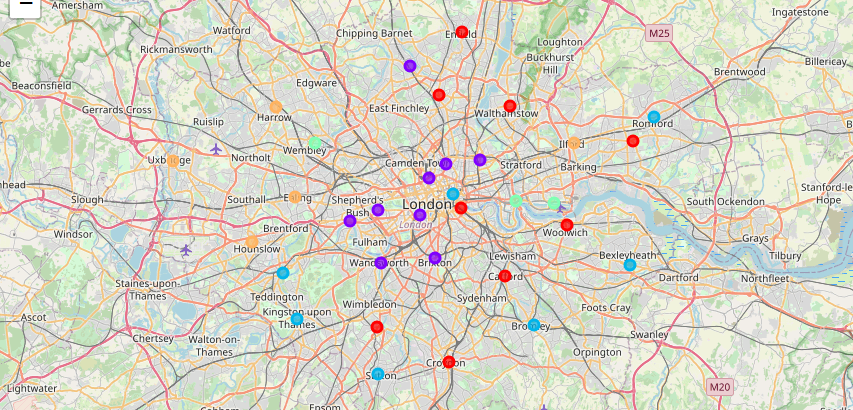 Amersham
Watford
Chipping Barnet
Enfield
Ingatestone
M25
Loughton
Rickmansworth
Buckhurst
Hill
Billericay
Brentwood
Beaconsfield
Edgware
Gerrards Cross
Harrow
East Finchley
Walthamstow
Ruislip
Romford
Wembley
Ilford
Uxbridge
Northolt
Camden Town
Stratford
Barking
Slough
Southall
Ealing
Shepherd's
Bush
London
London
South Ockendon
Stanford-le-
Hope
Windsor
Brentford
Hounslow
Fulham
Woolwich
Grays
Tilbury
Staines-upon-
Thames
Wandsworth
Brixton
Lewisham
Catford
Bexleyheath
Dartford
Northfleet
Teddington
Wimbledon
Sydenham
Foots Cray
Ascot
Kingston upon
Thames
Chertsey
Walton-on-
Thames
Bromley
Swanley
Orpington
Lightwater
Sutton
Croydon
M20